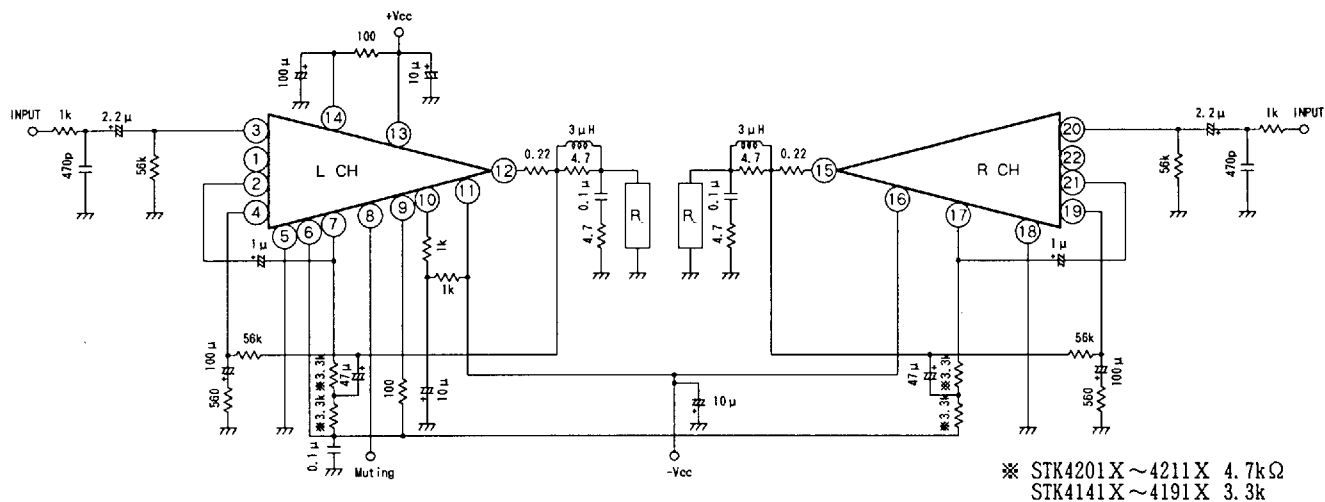 +Vcc
100
100μ
10μ
INPUT
1k
2.2μ
470p
56k
3
1
2
4
14
13
L CH
12
5
6
7
8
9
10
11
0.22
3μH
4.7
0.1μ
4.7
R
1μ
1k
1k
100μ
560
56k
※3.3k
47μ
※3.3k
100
10μ
0.1μ
Muting
-Vcc
10μ
3μH
4.7
0.22
0.1μ
4.7
R
15
R CH
20
22
21
19
16
17
18
2.2μ
1k
INPUT
56k
470p
1μ
47μ
※3.3k
※3.3k
56k
100μ
560
※ STK4201X～4211X 4.7kΩ
STK4141X～4191X 3.3k